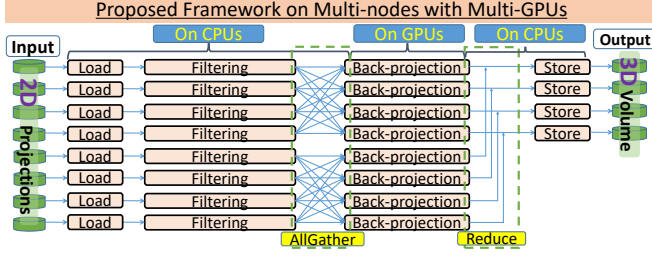 Proposed Framework on Multi-nodes with Multi-GPUs
On CPUs
On GPUs
On CPUs
Input
Output
Load
Filtering
Back-projection
Store
Load
Filtering
Back-projection
Store
Load
Filtering
Back-projection
Store
Load
Filtering
Back-projection
Store
Load
Filtering
Back-projection
Load
Filtering
Back-projection
Load
Filtering
Back-projection
Load
Filtering
Back-projection
2D Projections
3D Volume
AllGather
Reduce